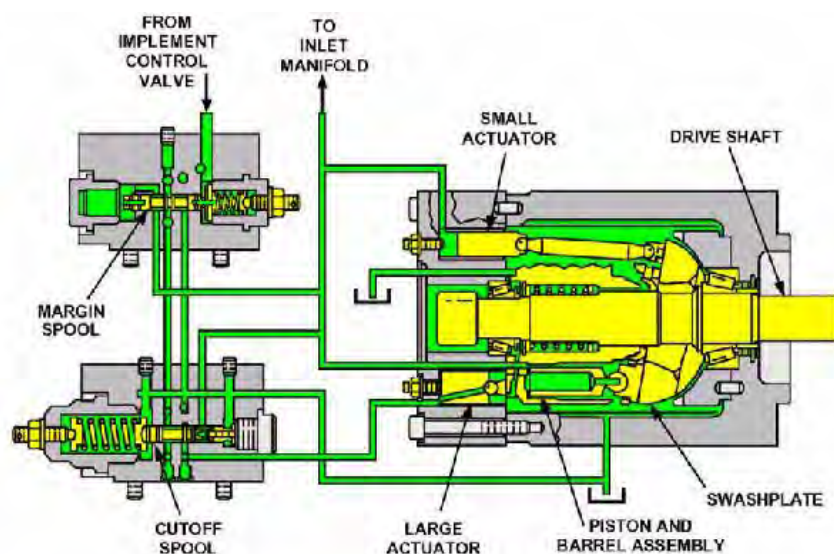 FROM
IMPLEMENT
CONTROL
VALVE
TO
INLET
MANIFOLD
SMALL
ACTUATOR
DRIVE SHAFT
MARGIN
SPOOL
CUTOFF
SPOOL
LARGE
ACTUATOR
PISTON AND
BARREL ASSEMBLY
SWASHPLATE